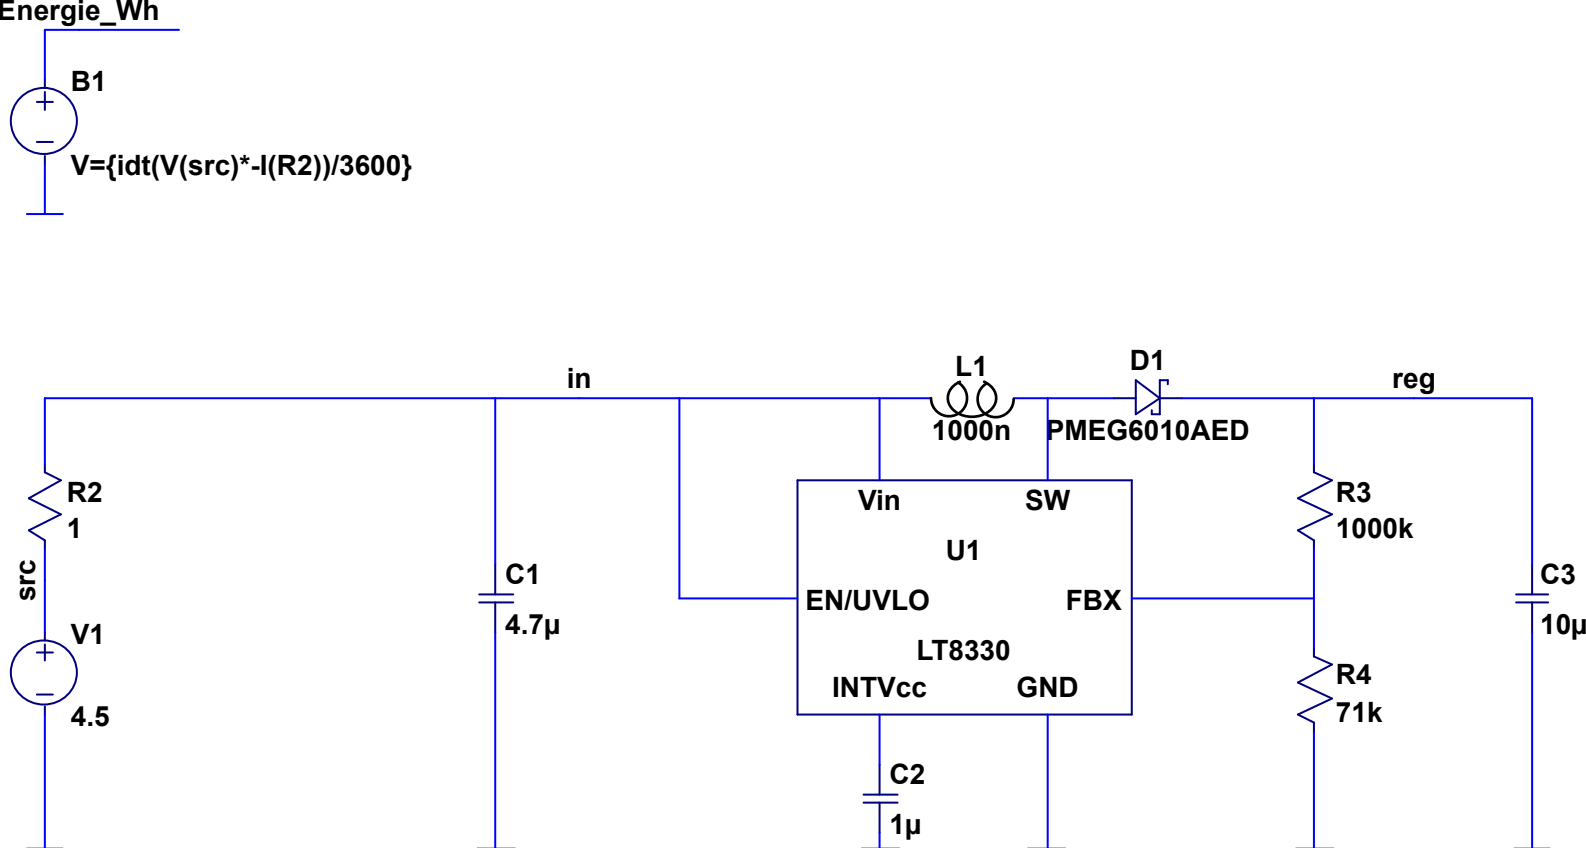 Energie_Wh
B1
V={idt(V(src)*-I(R2))/3600}
in
L1
1000n
D1
PMEG6010AED
reg
R2
1
src
V1
4.5
C1
4.7µ
Vin
SW
U1
EN/UVLO
FBX
LT8330
INTVcc
GND
C2
1µ
R3
1000k
R4
71k
C3
10µ